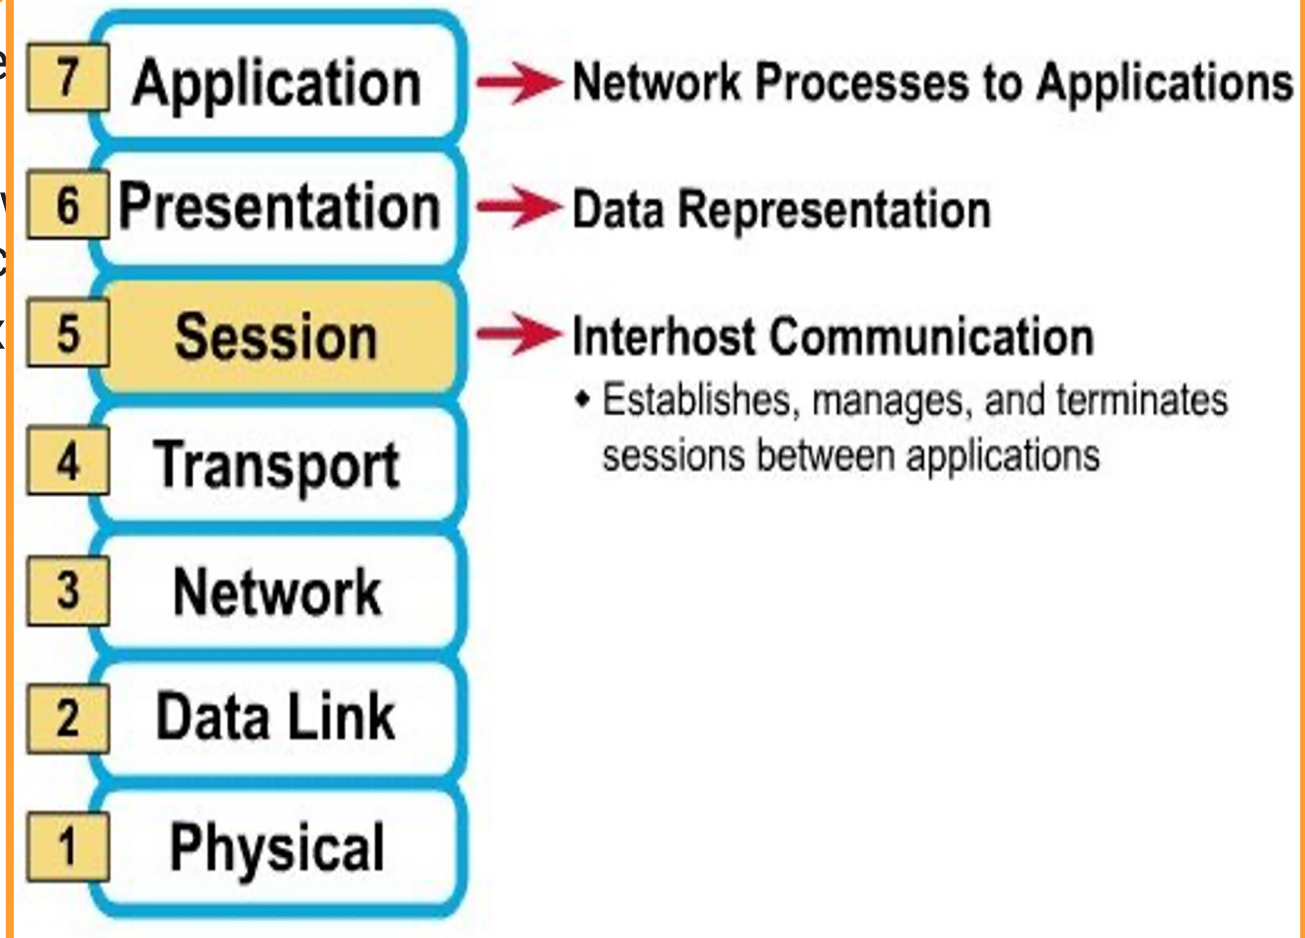 7 Application Network Processes to Applications
6 Presentation Data Representation
5 Session Interhost Communication
◆ Establishes, manages, and terminates
sessions between applications
4 Transport
3 Network
2 Data Link
1 Physical